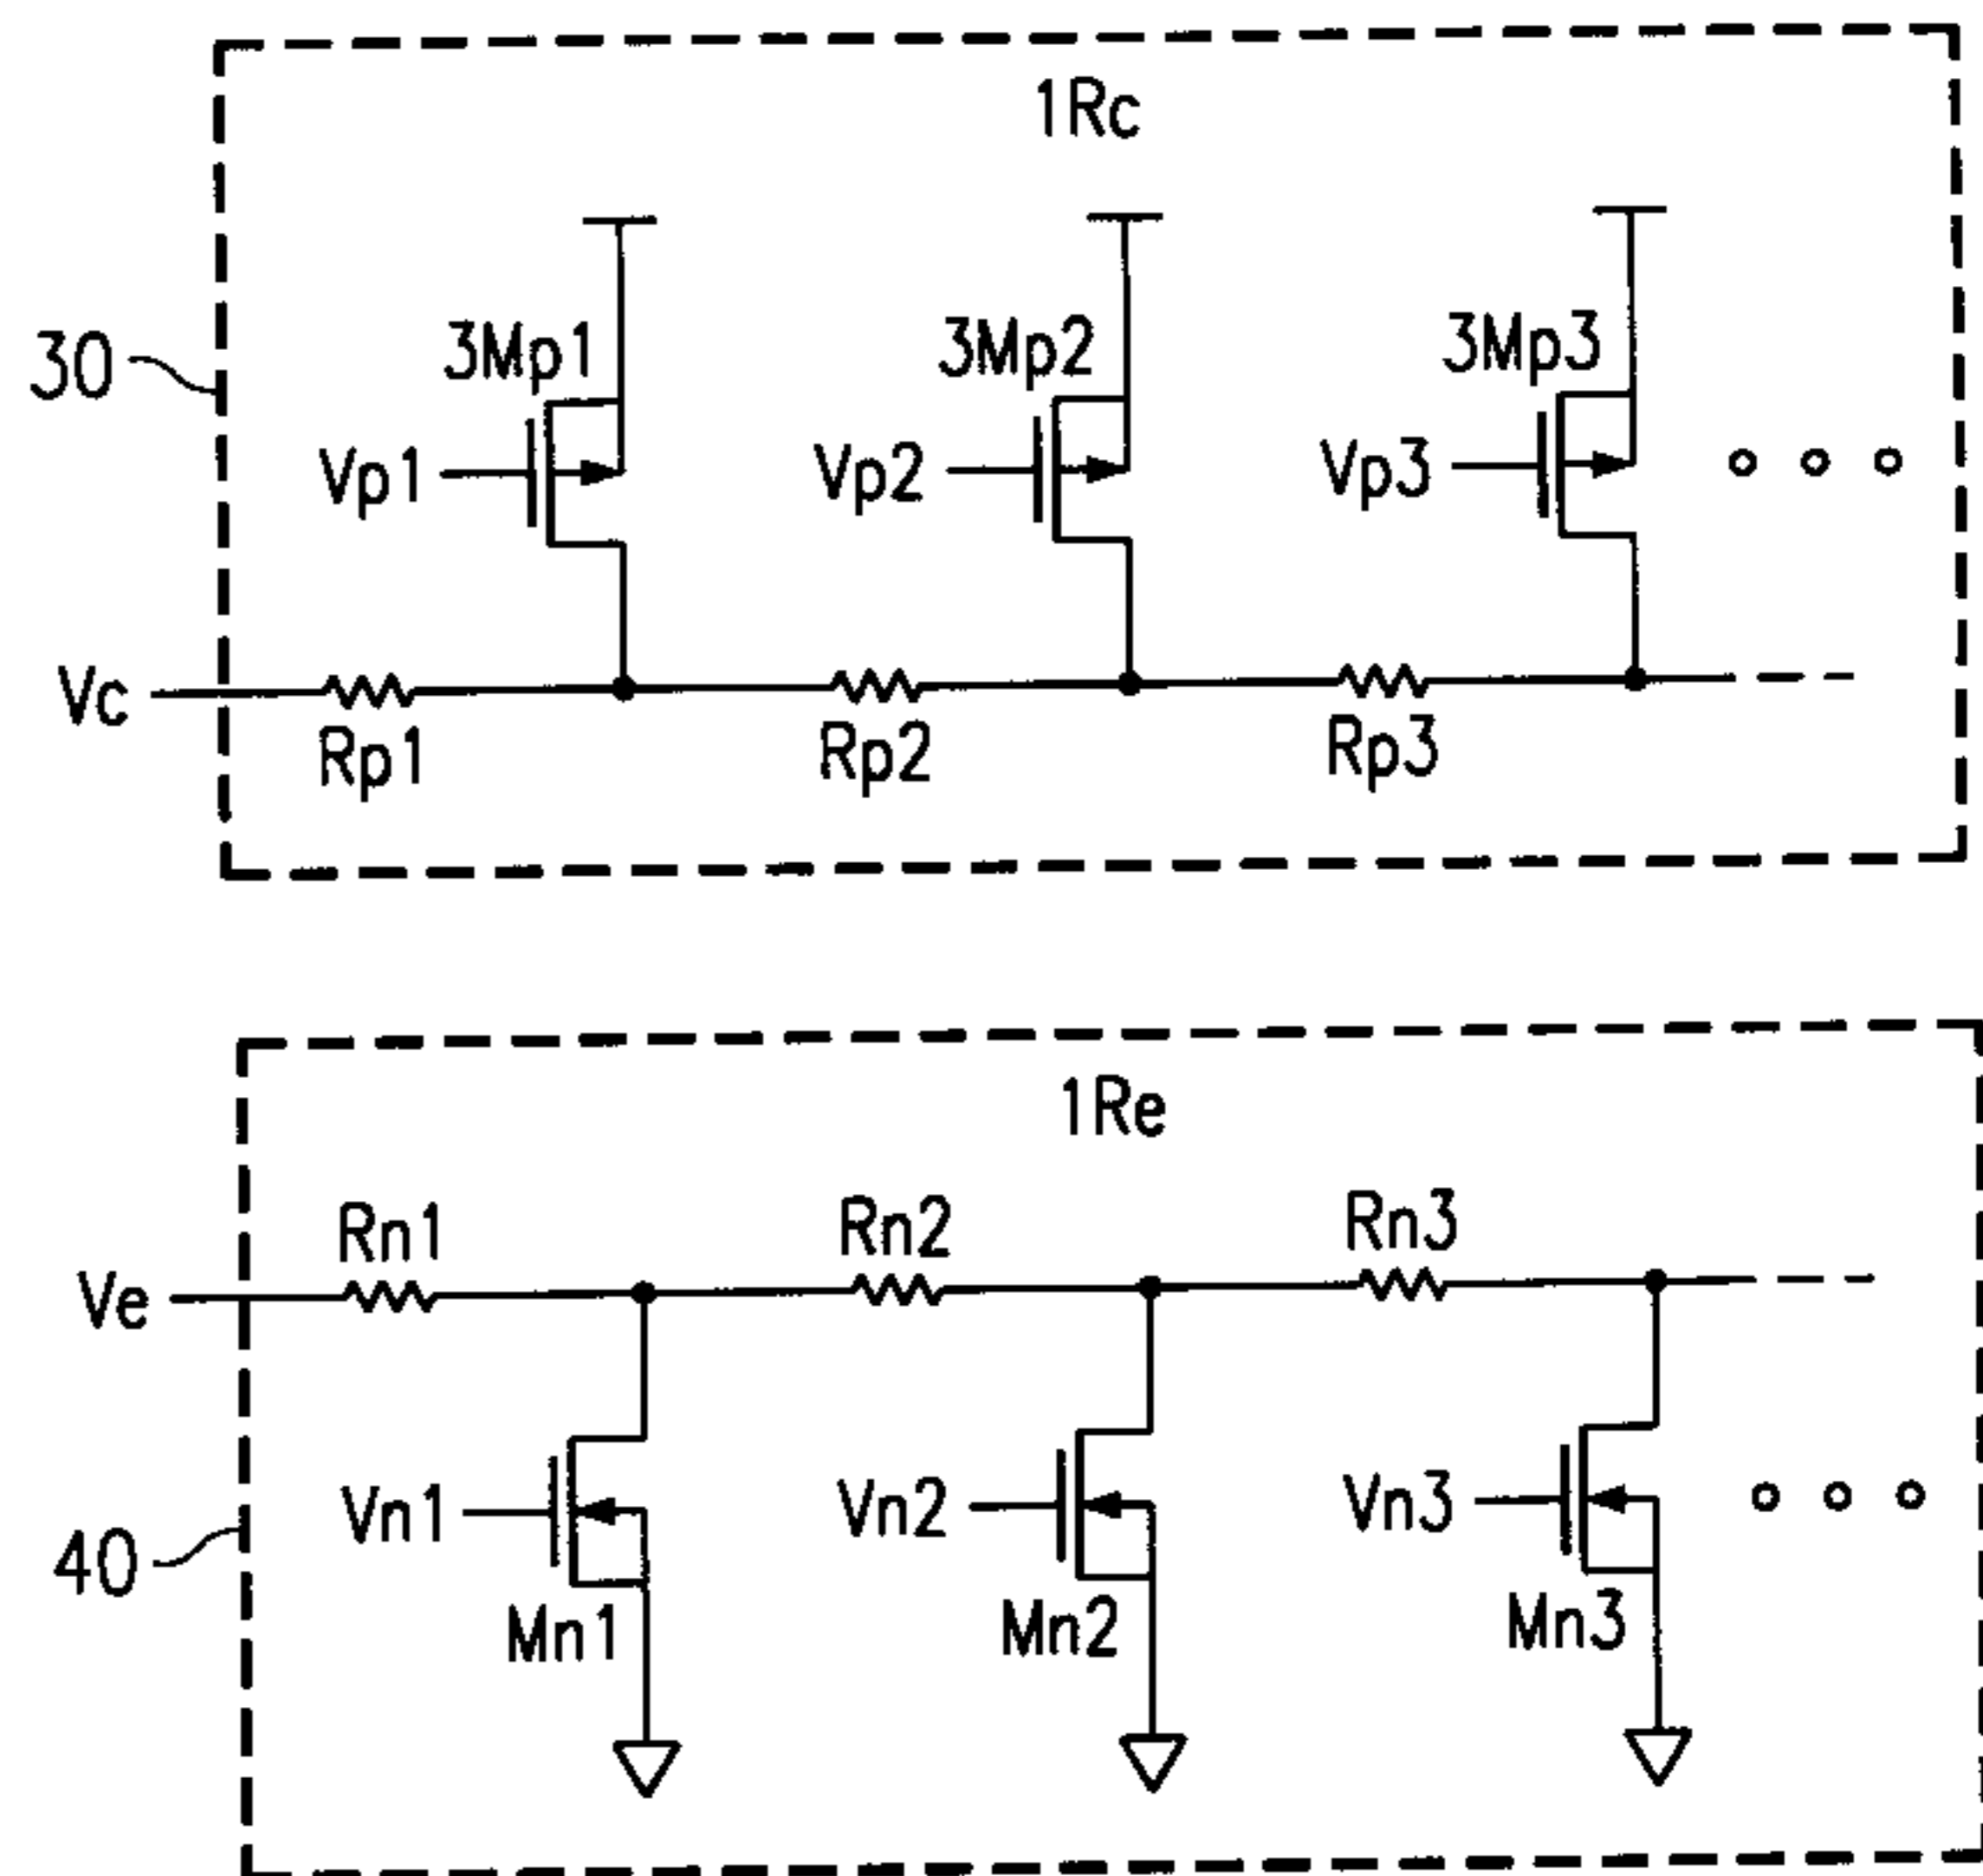 1Rc
30
3Mp1 3Mp2 3Mp3
Vp1 Vp2 Vp3
Vc
Rp1 Rp2 Rp3
1Re
Rn1 Rn2 Rn3
Ve
Vn1 Vn2 Vn3
40
Mn1 Mn2 Mn3